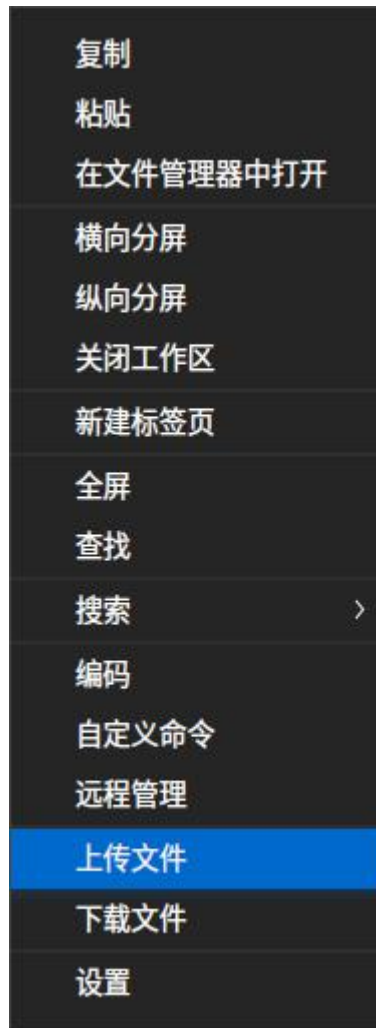 复制
粘贴
在文件管理器中打开
横向分屏
纵向分屏
关闭工作区
新建标签页
全屏
查找
搜索
编码
自定义命令
远程管理
上传文件
下载文件
设置